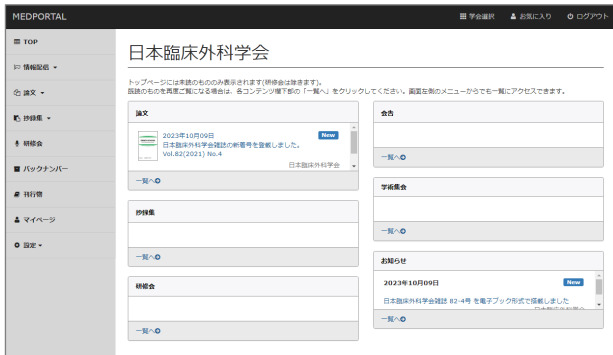 MEDPORTAL
学会選択 お気に入り ログアウト
TOP
情報配信
論文
抄録集
研修会
バックナンバー
刊行物
マイページ
設定
日本臨床外科学会
トップページには未読のもののみ表示されます(研修会は除きます)。
既読のものを再度ご覧になる場合は、各コンテンツ欄下部の「一覧へ」をクリックしてください。画面左側のメニューからでも一覧にアクセスできます。
論文
2023年10月09日 New
日本臨床外科学会雑誌の新着号を登載しました。
Vol.82(2021) No.4
日本臨床外科学会
一覧へ
抄録集
一覧へ
研修会
一覧へ
会告
一覧へ
学術集会
一覧へ
お知らせ
2023年10月09日 New
日本臨床外科学会雑誌 82-4号 を電子ブック形式で搭載しました
日本臨床外科学会
一覧へ